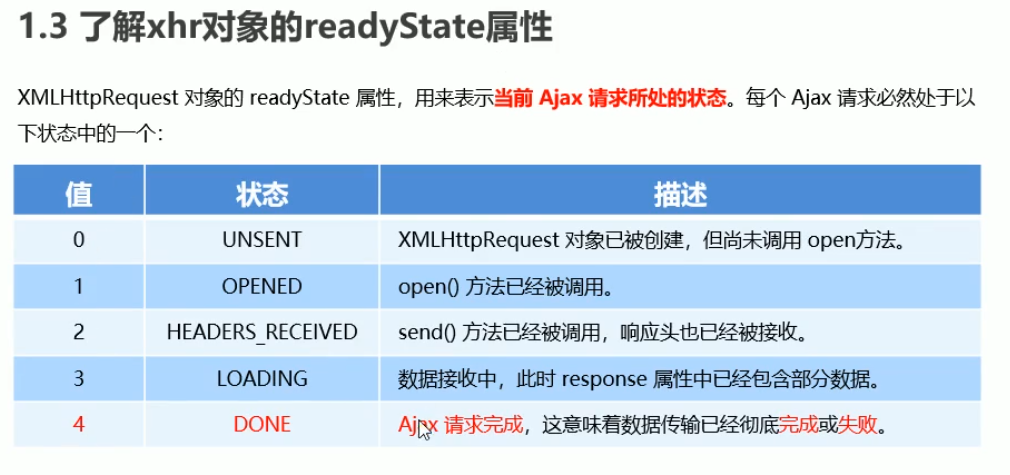 1.3 了解xhr对象的readyState属性
XMLHttpRequest 对象的 readyState 属性，用来表示当前 Ajax 请求所处的状态。每个 Ajax 请求必然处于以
下状态中的一个：
值 状态 描述
0 UNSENT XMLHttpRequest 对象已被创建，但尚未调用 open方法。
1 OPENED open() 方法已经被调用。
2 HEADERS_RECEIVED send() 方法已经被调用，响应头也已经被接收。
3 LOADING 数据接收中，此时 response 属性中已经包含部分数据。
4 DONE Ajax 请求完成，这意味着数据传输已经彻底完成或失败。